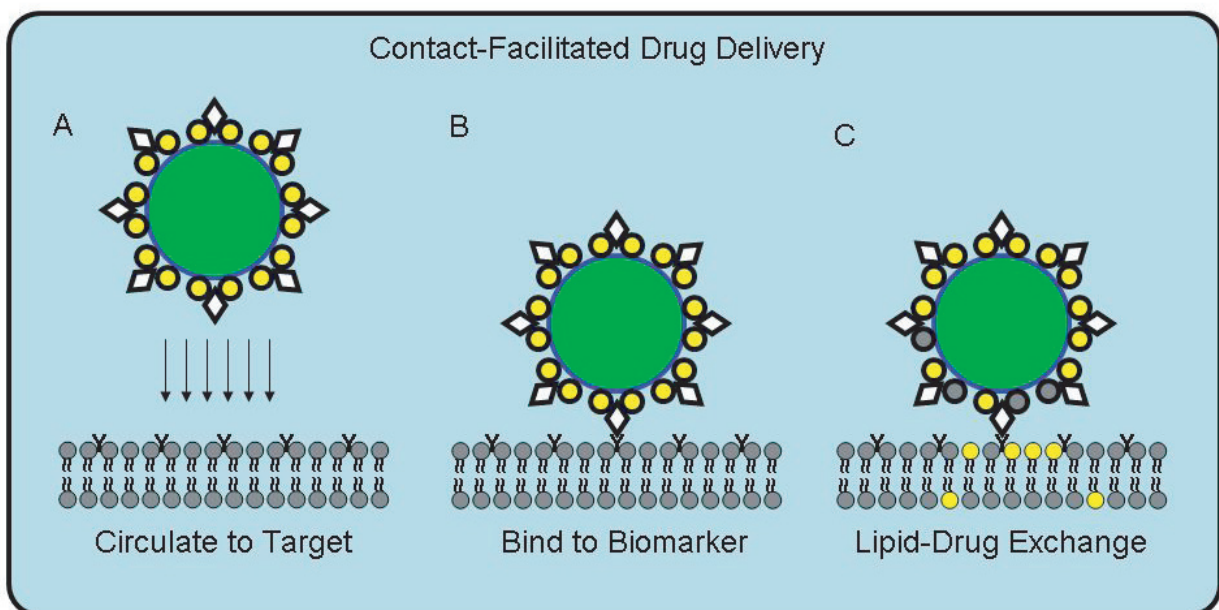 Contact-Facilitated Drug Delivery
A
B
C
Circulate to Target
Bind to Biomarker
Lipid-Drug Exchange